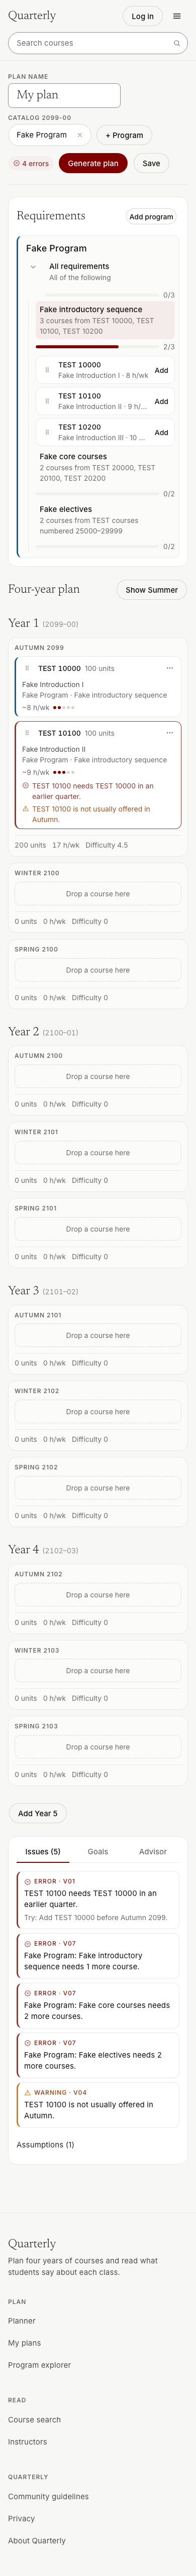 Quarterly
Log in
Search courses
PLAN NAME
My plan
CATALOG 2099-00
Fake Program ×
+ Program
4 errors
Generate plan
Save
Requirements
Add program
Fake Program
All requirements
All of the following
0/3
Fake introductory sequence
3 courses from TEST 10000, TEST
10100, TEST 10200
2/3
TEST 10000
Fake Introduction I · 8 h/wk
Add
TEST 10100
Fake Introduction II · 9 h/...
Add
TEST 10200
Fake Introduction III · 10 ...
Add
Fake core courses
2 courses from TEST 20000, TEST
20100, TEST 20200
0/2
Fake electives
2 courses from TEST courses
numbered 25000–29999
0/2
Four-year plan
Show Summer
Year 1 (2099–00)
AUTUMN 2099
TEST 10000 100 units
Fake Introduction I
Fake Program · Fake introductory sequence
~8 h/wk
TEST 10100 100 units
Fake Introduction II
Fake Program · Fake introductory sequence
~9 h/wk
TEST 10100 needs TEST 10000 in an
earlier quarter.
TEST 10100 is not usually offered in
Autumn.
200 units 17 h/wk Difficulty 4.5
WINTER 2100
Drop a course here
0 units 0 h/wk Difficulty 0
SPRING 2100
Drop a course here
0 units 0 h/wk Difficulty 0
Year 2 (2100–01)
AUTUMN 2100
Drop a course here
0 units 0 h/wk Difficulty 0
WINTER 2101
Drop a course here
0 units 0 h/wk Difficulty 0
SPRING 2101
Drop a course here
0 units 0 h/wk Difficulty 0
Year 3 (2101–02)
AUTUMN 2101
Drop a course here
0 units 0 h/wk Difficulty 0
WINTER 2102
Drop a course here
0 units 0 h/wk Difficulty 0
SPRING 2102
Drop a course here
0 units 0 h/wk Difficulty 0
Year 4 (2102–03)
AUTUMN 2102
Drop a course here
0 units 0 h/wk Difficulty 0
WINTER 2103
Drop a course here
0 units 0 h/wk Difficulty 0
SPRING 2103
Drop a course here
0 units 0 h/wk Difficulty 0
Add Year 5
Issues (5)
Goals
Advisor
ERROR · V01
TEST 10100 needs TEST 10000 in an
earlier quarter.
Try: Add TEST 10000 before Autumn 2099.
ERROR · V07
Fake Program: Fake introductory
sequence needs 1 more course.
ERROR · V07
Fake Program: Fake core courses needs
2 more courses.
ERROR · V07
Fake Program: Fake electives needs 2
more courses.
WARNING · V04
TEST 10100 is not usually offered in
Autumn.
Assumptions (1)
Quarterly
Plan four years of courses and read what
students say about each class.
PLAN
Planner
My plans
Program explorer
READ
Course search
Instructors
QUARTERLY
Community guidelines
Privacy
About Quarterly